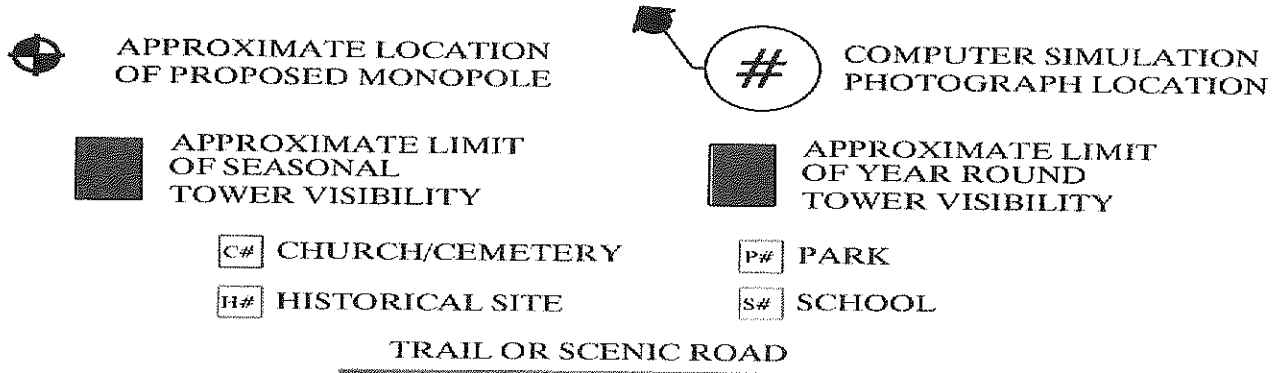 APPROXIMATE LOCATION
OF PROPOSED MONOPOLE
#
COMPUTER SIMULATION
PHOTOGRAPH LOCATION
APPROXIMATE LIMIT
OF SEASONAL
TOWER VISIBILITY
APPROXIMATE LIMIT
OF YEAR ROUND
TOWER VISIBILITY
C# CHURCH/CEMETERY
P# PARK
H# HISTORICAL SITE
S# SCHOOL
TRAIL OR SCENIC ROAD